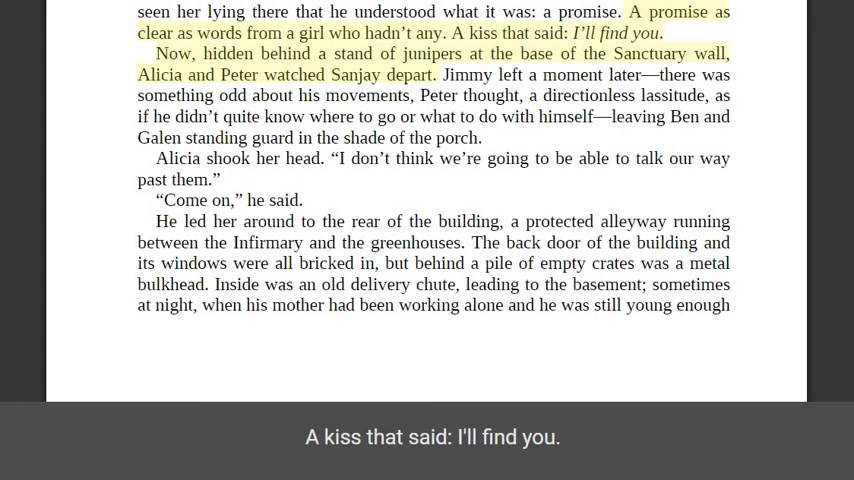 seen her lying there that he understood what it was: a promise. A promise as
clear as words from a girl who hadn’t any. A kiss that said: I’ll find you.
Now, hidden behind a stand of junipers at the base of the Sanctuary wall,
Alicia and Peter watched Sanjay depart. Jimmy left a moment later—there was
something odd about his movements, Peter thought, a directionless lassitude, as
if he didn’t quite know where to go or what to do with himself—leaving Ben and
Galen standing guard in the shade of the porch.
Alicia shook her head. “I don’t think we’re going to be able to talk our way
past them.”
“Come on,” he said.
He led her around to the rear of the building, a protected alleyway running
between the Infirmary and the greenhouses. The back door of the building and
its windows were all bricked in, but behind a pile of empty crates was a metal
bulkhead. Inside was an old delivery chute, leading to the basement; sometimes
at night, when his mother had been working alone and he was still young enough
A kiss that said: I'll find you.